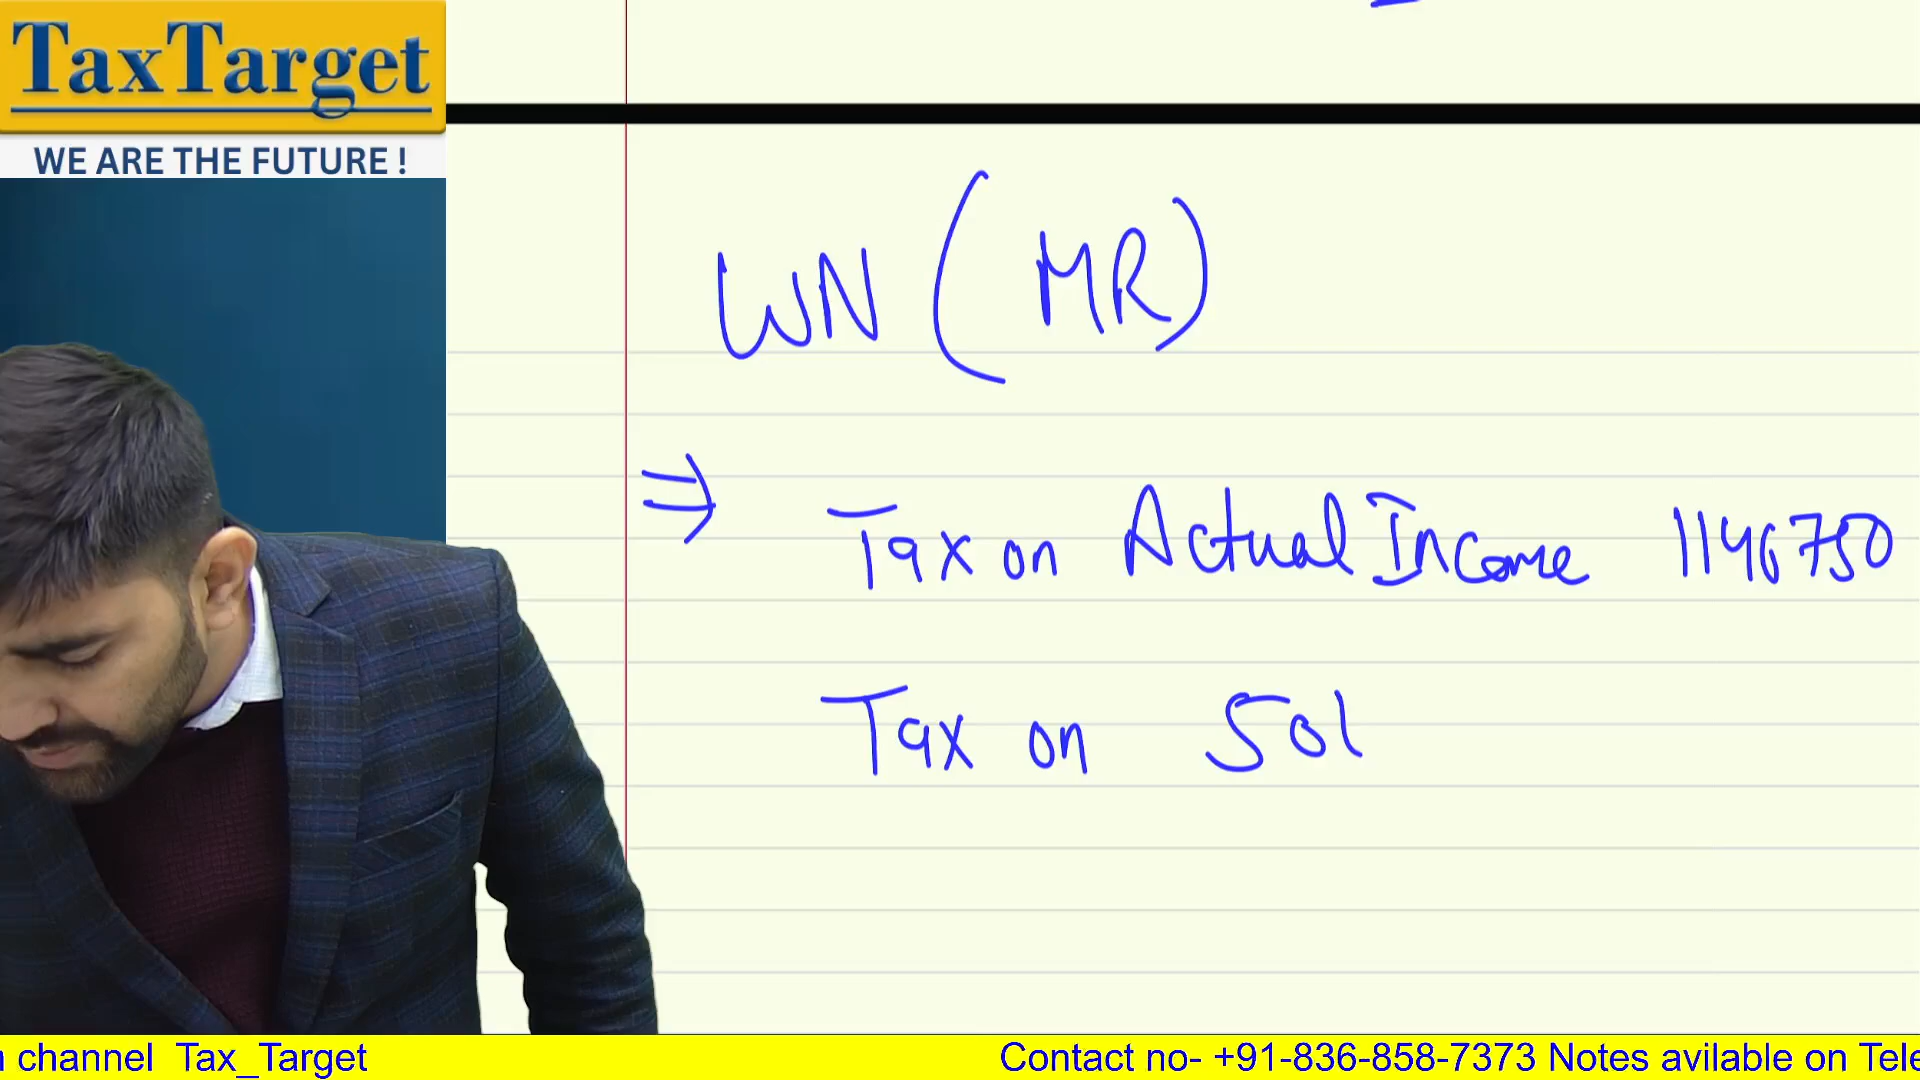 TaxTarget
WE ARE THE FUTURE !
WN (MR)
⇒ Tax on Actual Income 1146750
Tax on 50l
channel Tax_Target
Contact no- +91-836-858-7373 Notes avilable on Tele